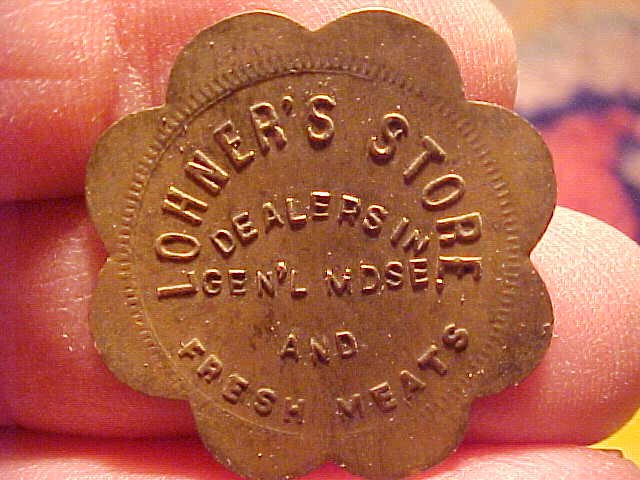 LOHNER'S STORE
DEALERS IN
GEN'L MDSE.
AND
FRESH MEATS